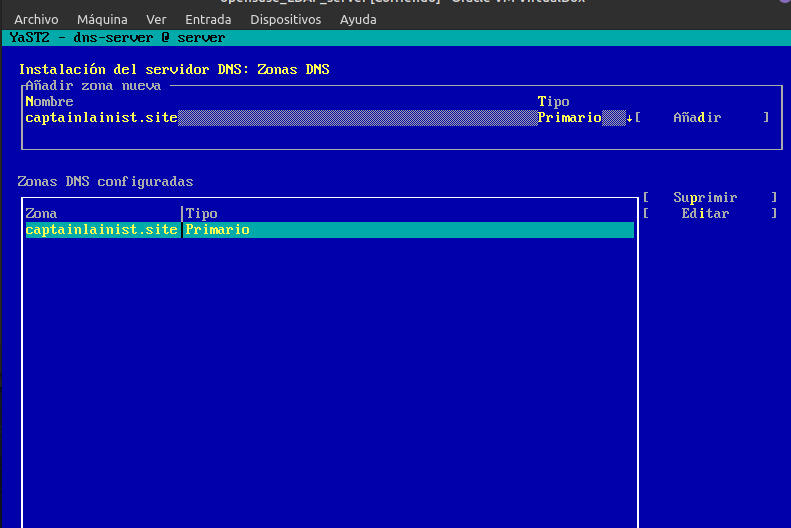 Archivo Máquina Ver Entrada Dispositivos Ayuda
YaST2 - dns-server @ server
Instalación del servidor DNS: Zonas DNS
Añadir zona nueva
Nombre Tipo
captainlainist.site Primario↓[ Añadir ]
Zonas DNS configuradas
[ Suprimir ]
Zona Tipo [ Editar ]
captainlainist.site Primario